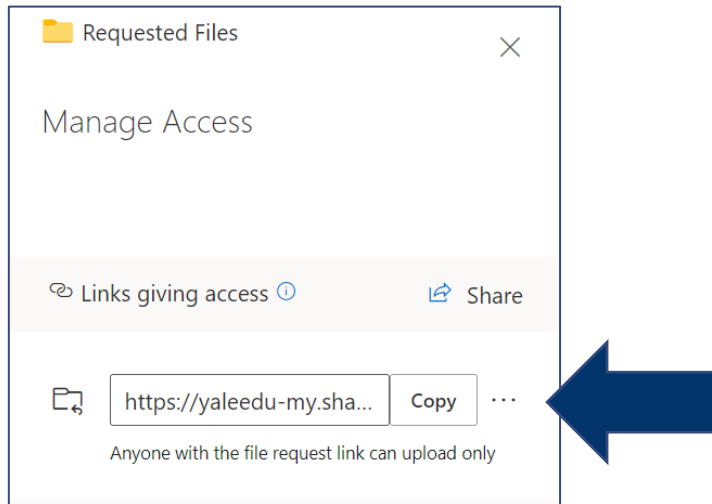 Requested Files
Manage Access
Links giving access
Share
https://yaleedu-my.sha...
Copy
Anyone with the file request link can upload only